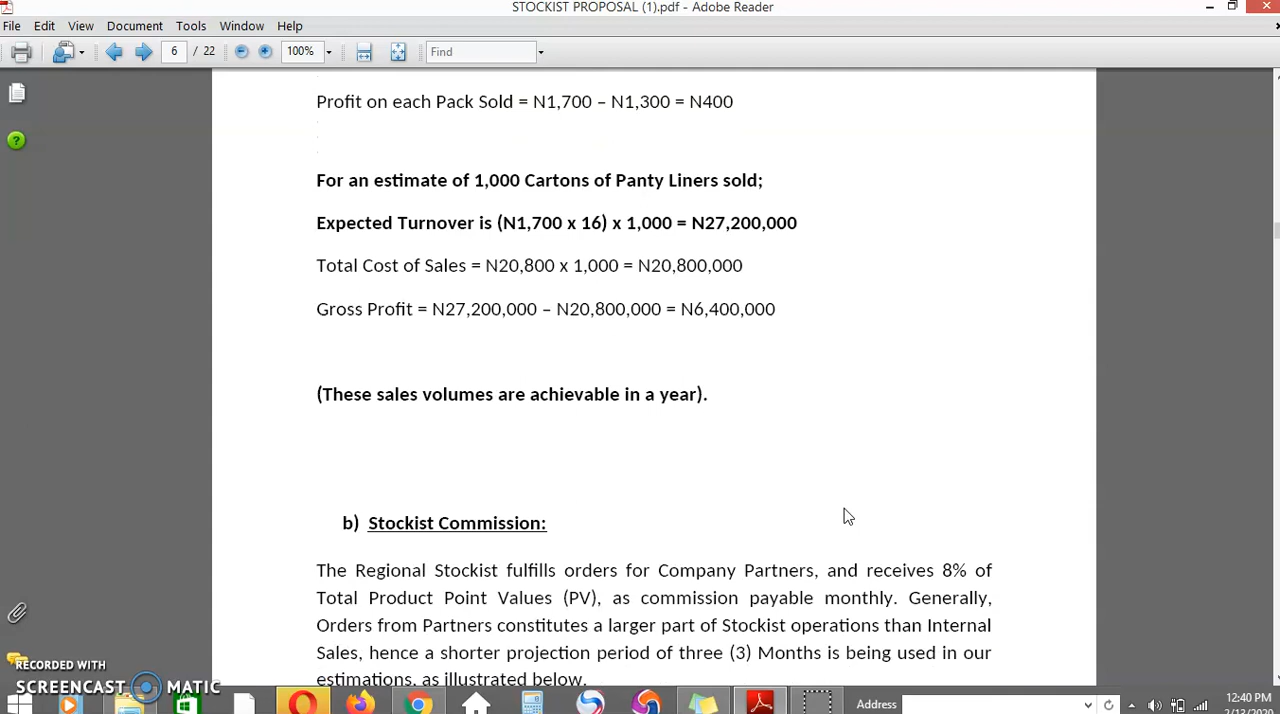 STOCKIST PROPOSAL (1).pdf - Adobe Reader
File Edit View Document Tools Window Help
6 / 22 100% Find
Profit on each Pack Sold = N1,700 – N1,300 = N400
For an estimate of 1,000 Cartons of Panty Liners sold;
Expected Turnover is (N1,700 x 16) x 1,000 = N27,200,000
Total Cost of Sales = N20,800 x 1,000 = N20,800,000
Gross Profit = N27,200,000 – N20,800,000 = N6,400,000
(These sales volumes are achievable in a year).
b) Stockist Commission:
The Regional Stockist fulfills orders for Company Partners, and receives 8% of
Total Product Point Values (PV), as commission payable monthly. Generally,
Orders from Partners constitutes a larger part of Stockist operations than Internal
Sales, hence a shorter projection period of three (3) Months is being used in our
estimations, as illustrated below.
RECORDED WITH
SCREENCAST MATIC
Address
12:40 PM
2/13/2020